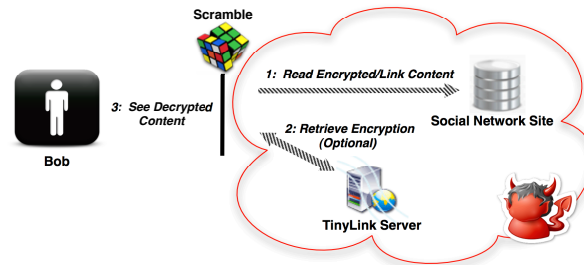 Scramble
1: Read Encrypted/Link Content
3: See Decrypted
Content
Social Network Site
2: Retrieve Encryption
(Optional)
Bob
TinyLink Server